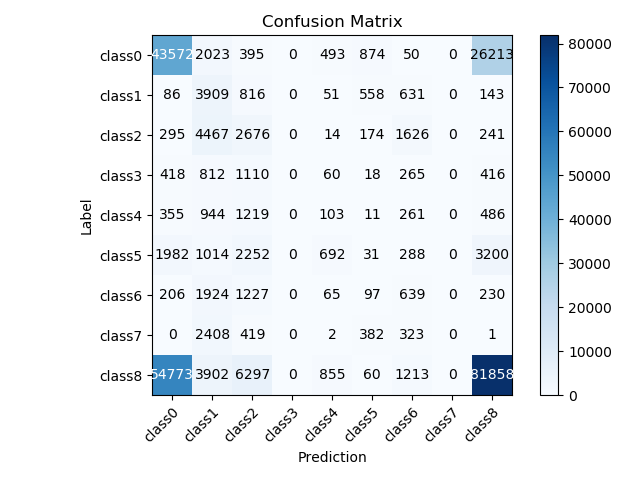 Confusion Matrix
class0 43572 2023 395 0 493 874 50 0 26213
class1 86 3909 816 0 51 558 631 0 143
class2 295 4467 2676 0 14 174 1626 0 241
class3 418 812 1110 0 60 18 265 0 416
class4 355 944 1219 0 103 11 261 0 486
class5 1982 1014 2252 0 692 31 288 0 3200
class6 206 1924 1227 0 65 97 639 0 230
class7 0 2408 419 0 2 382 323 0 1
class8 54773 3902 6297 0 855 60 1213 0 81858
class0 class1 class2 class3 class4 class5 class6 class7 class8
Prediction
Label
80000
70000
60000
50000
40000
30000
20000
10000
0